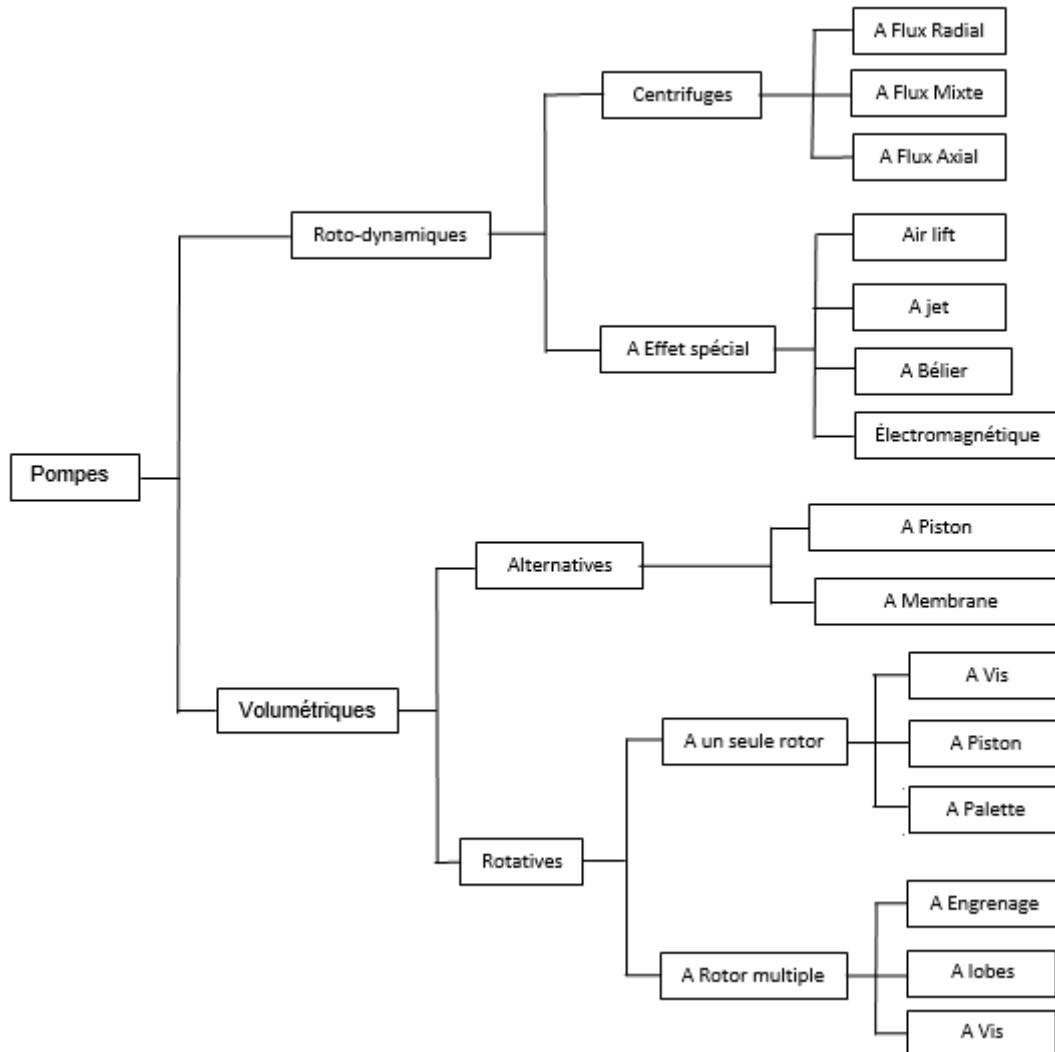 A Flux Radial
Centrifuges
A Flux Mixte
A Flux Axial
Roto-dynamiques
Air lift
A jet
A Effet spécial
A Bélier
Électromagnétique
Pompes
A Piston
Alternatives
A Membrane
A Vis
Volumétriques
A un seule rotor
A Piston
A Palette
Rotatives
A Engrenage
A Rotor multiple
A lobes
A Vis